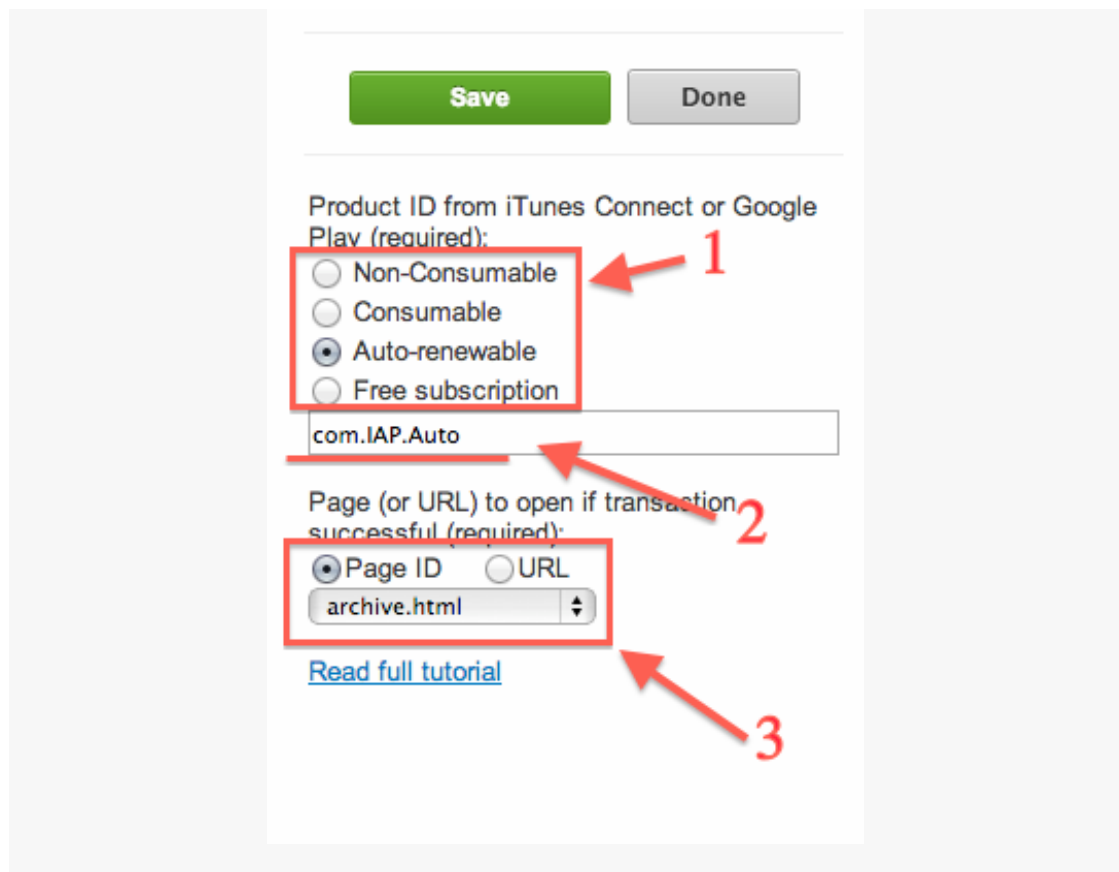 Save Done
Product ID from iTunes Connect or Google
Play (required):
1
Non-Consumable
Consumable
Auto-renewable
Free subscription
com.IAP.Auto
Page (or URL) to open if transaction
2
successful (required):
Page ID URL
archive.html
Read full tutorial
3